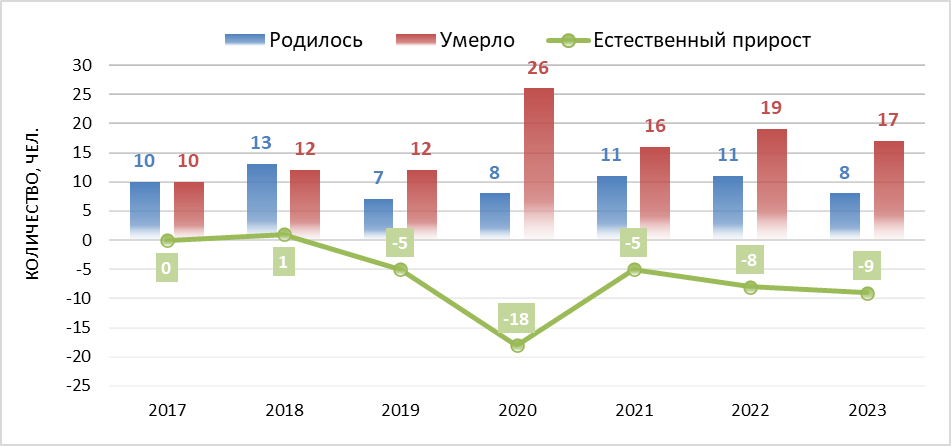 Родилось Умерло Естественный прирост
КОЛИЧЕСТВО, ЧЕЛ.
30
25
20
15
10
5
0
-5
-10
-15
-20
-25
10 10 13 12 7 12 8 26 11 16 11 19 8 17
0 1 -5 -18 -5 -8 -9
2017 2018 2019 2020 2021 2022 2023